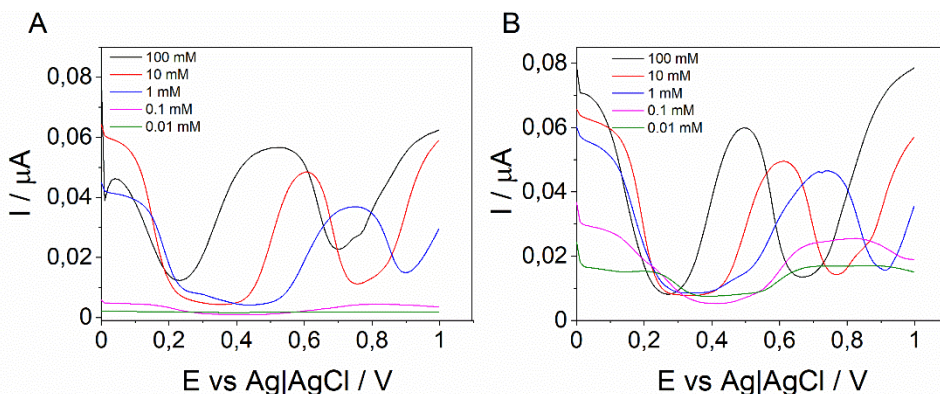 A
0,08
0,06
0,04
0,02
0
I / µA
100 mM
10 mM
1 mM
0.1 mM
0.01 mM
0 0,2 0,4 0,6 0,8 1
E vs Ag|AgCl / V
B
0,08
0,06
0,04
0,02
0
I / µA
100 mM
10 mM
1 mM
0.1 mM
0.01 mM
0 0,2 0,4 0,6 0,8 1
E vs Ag|AgCl / V